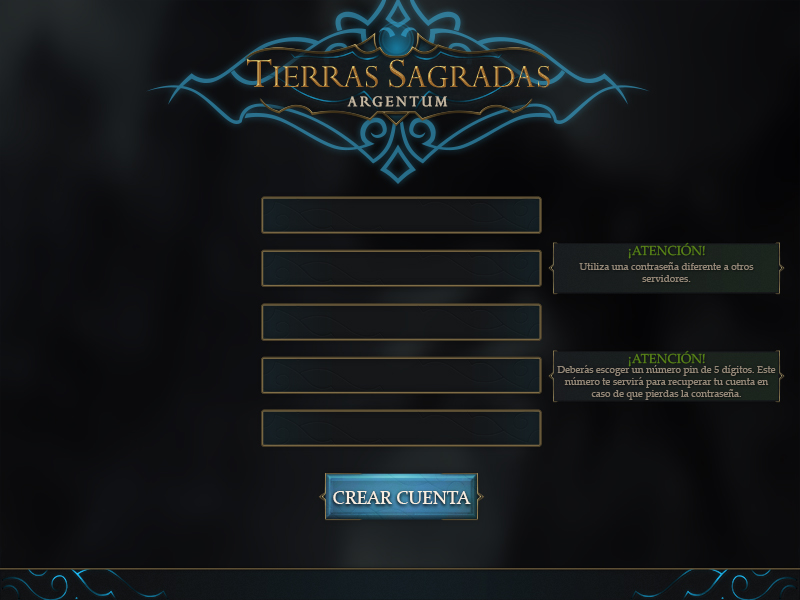 TIERRAS SAGRADAS
ARGENTUM
¡ATENCIÓN!
Utiliza una contraseña diferente a otros
servidores.
¡ATENCIÓN!
Deberás escoger un número pin de 5 dígitos. Este
número te servirá para recuperar tu cuenta en
caso de que pierdas la contraseña.
CREAR CUENTA